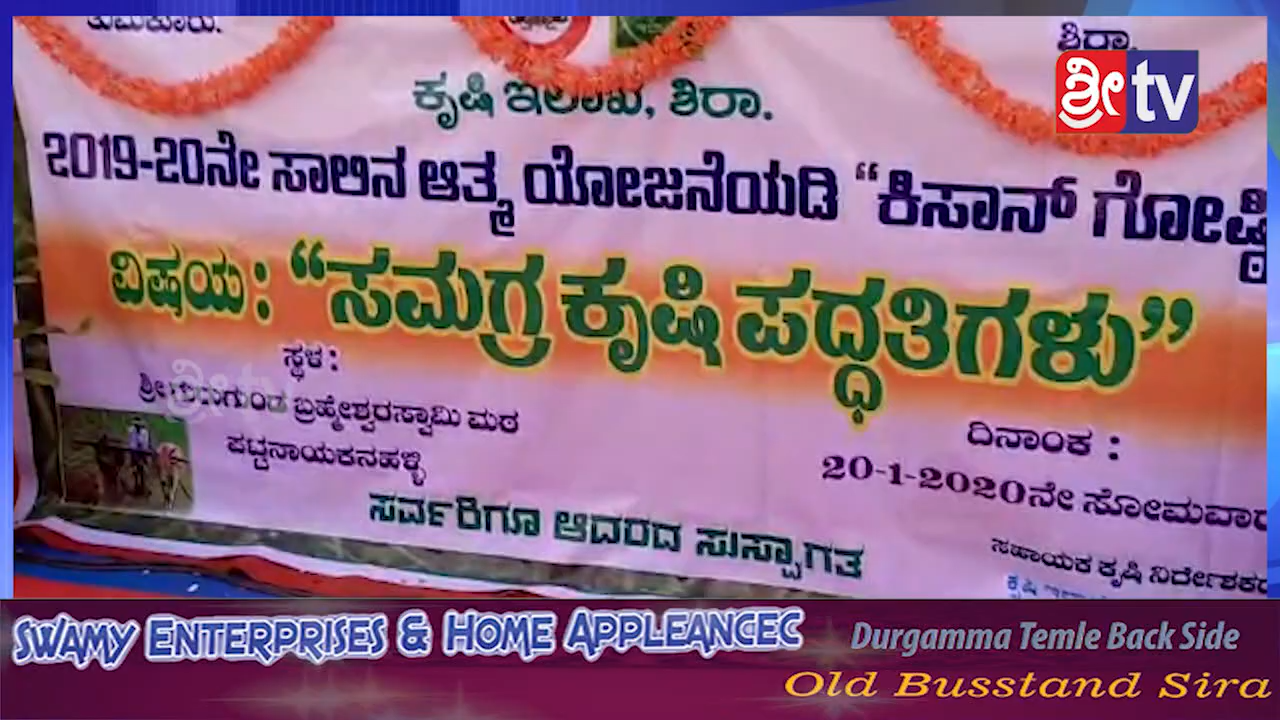 ತುಮಕೂರು.
ಶಿರಾ.
ಶ್ರೀ tv
ಕೃಷಿ ಇಲಾಖೆ, ಶಿರಾ.
2019-20ನೇ ಸಾಲಿನ ಆತ್ಮ ಯೋಜನೆಯಡಿ “ಕಿಸಾನ್ ಗೋಷ್ಠಿ
ವಿಷಯ : “ಸಮಗ್ರ ಕೃಷಿ ಪದ್ಧತಿಗಳು”
ಸ್ಥಳ :
ಬ್ರಹ್ಮೇಶ್ವರಸ್ವಾಮಿ ಮಠ
ಪಟ್ಟನಾಯಕನಹಳ್ಳಿ
ದಿನಾಂಕ :
20-1-2020ನೇ ಸೋಮವಾರ
ಸರ್ವರಿಗೂ ಆದರದ ಸುಸ್ವಾಗತ
ಸಹಾಯಕ ಕೃಷಿ ನಿರ್ದೇಶಕರ
SWAMY ENTERPRISES & HOME APPLEANCEC
Durgamma Temle Back Side
Old Busstand Sira